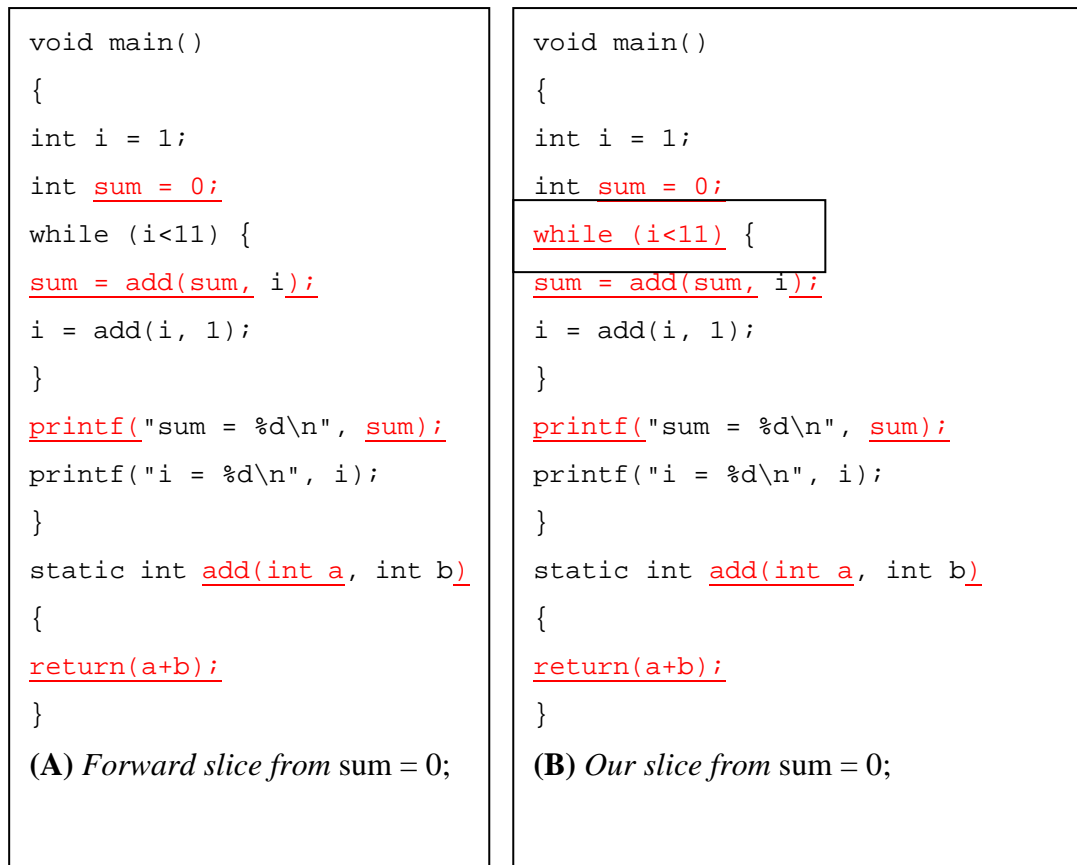 void main()
{
int i = 1;
int sum = 0;
while (i<11) {
sum = add(sum, i);
i = add(i, 1);
}
printf("sum = %d\n", sum);
printf("i = %d\n", i);
}
static int add(int a, int b)
{
return(a+b);
}
(A) Forward slice from sum = 0;
void main()
{
int i = 1;
int sum = 0;
while (i<11) {
sum = add(sum, i);
i = add(i, 1);
}
printf("sum = %d\n", sum);
printf("i = %d\n", i);
}
static int add(int a, int b)
{
return(a+b);
}
(B) Our slice from sum = 0;